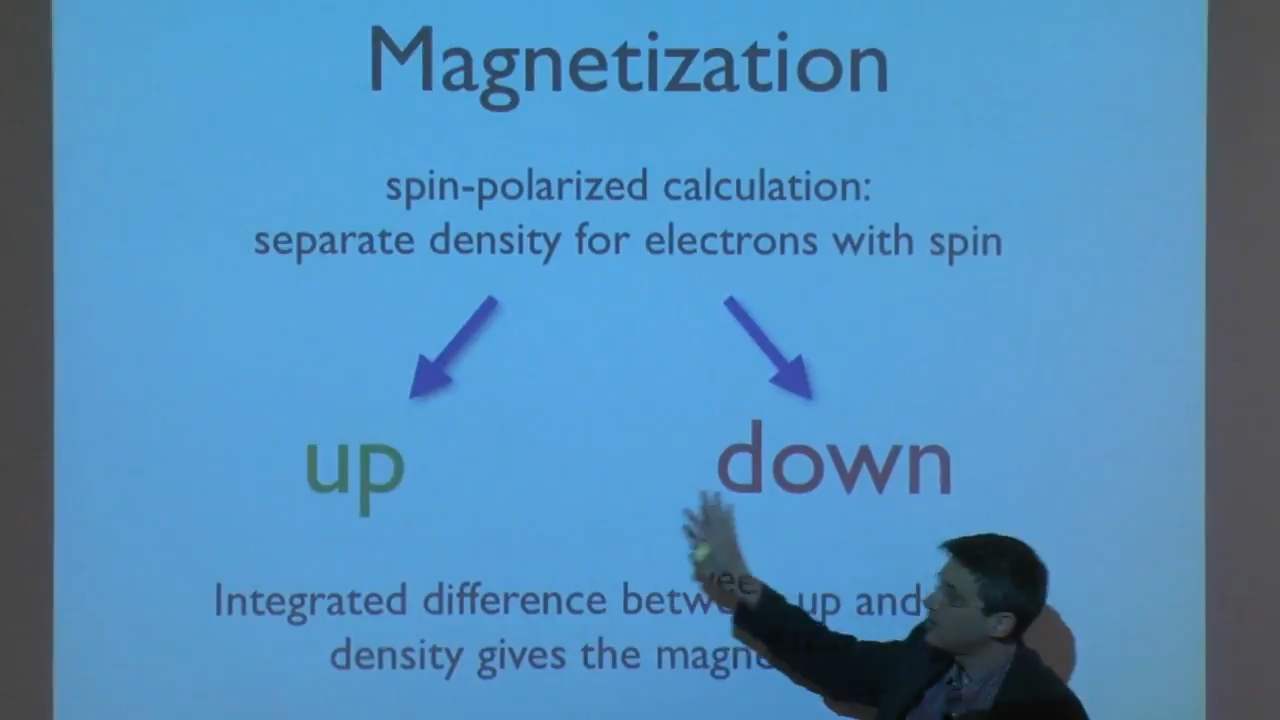 Magnetization
spin-polarized calculation:
separate density for electrons with spin
up down
Integrated difference between up and
density gives the